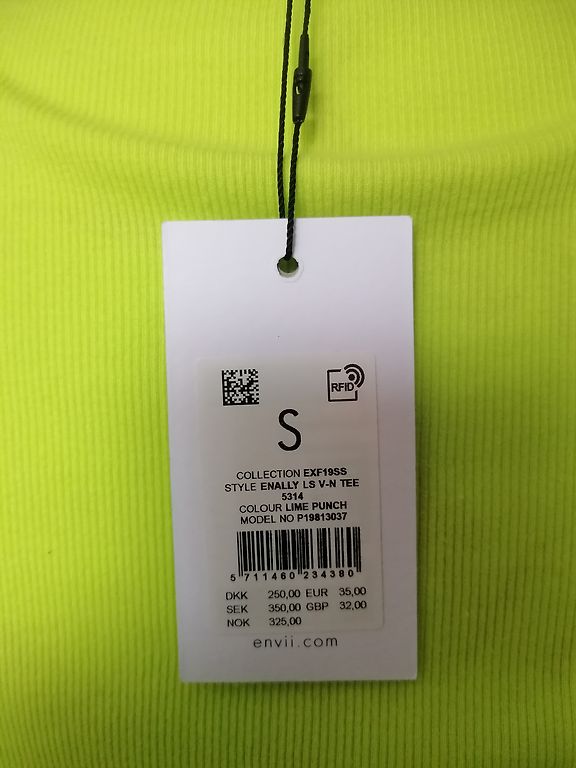 RFID
S
COLLECTION EXF19SS
STYLE ENALLY LS V-N TEE
5314
COLOUR LIME PUNCH
MODEL NO P19813037
5 711460 234380
DKK 250,00 EUR 35,00
SEK 350,00 GBP 32,00
NOK 325,00
envii.com